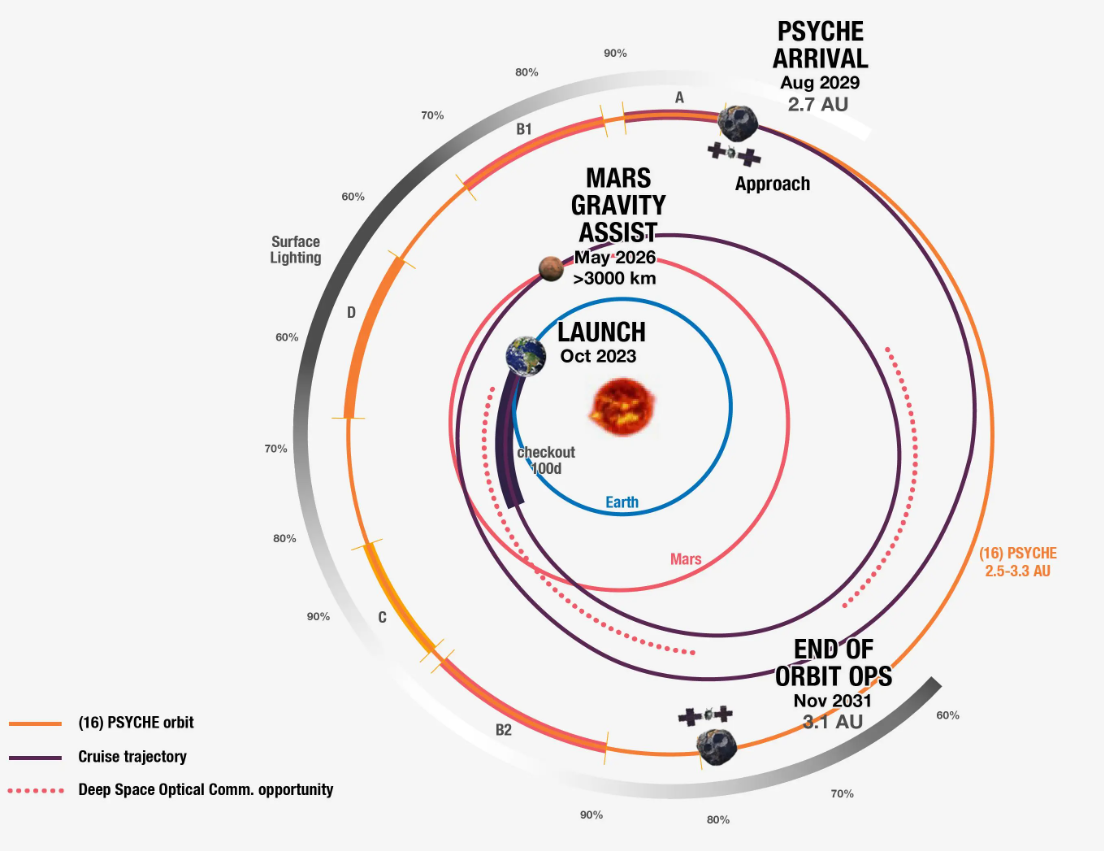 PSYCHE
ARRIVAL
Aug 2029
2.7 AU
90%
80%
A
70%
B1
Approach
MARS
GRAVITY
ASSIST
May 2026
>3000 km
60%
Surface
Lighting
D
60%
LAUNCH
Oct 2023
70%
checkout
100d
Earth
80%
Mars
(16) PSYCHE
2.5-3.3 AU
C
90%
END OF
ORBIT OPS
Nov 2031
3.1 AU
60%
B2
70%
90%
80%
(16) PSYCHE orbit
Cruise trajectory
Deep Space Optical Comm. opportunity